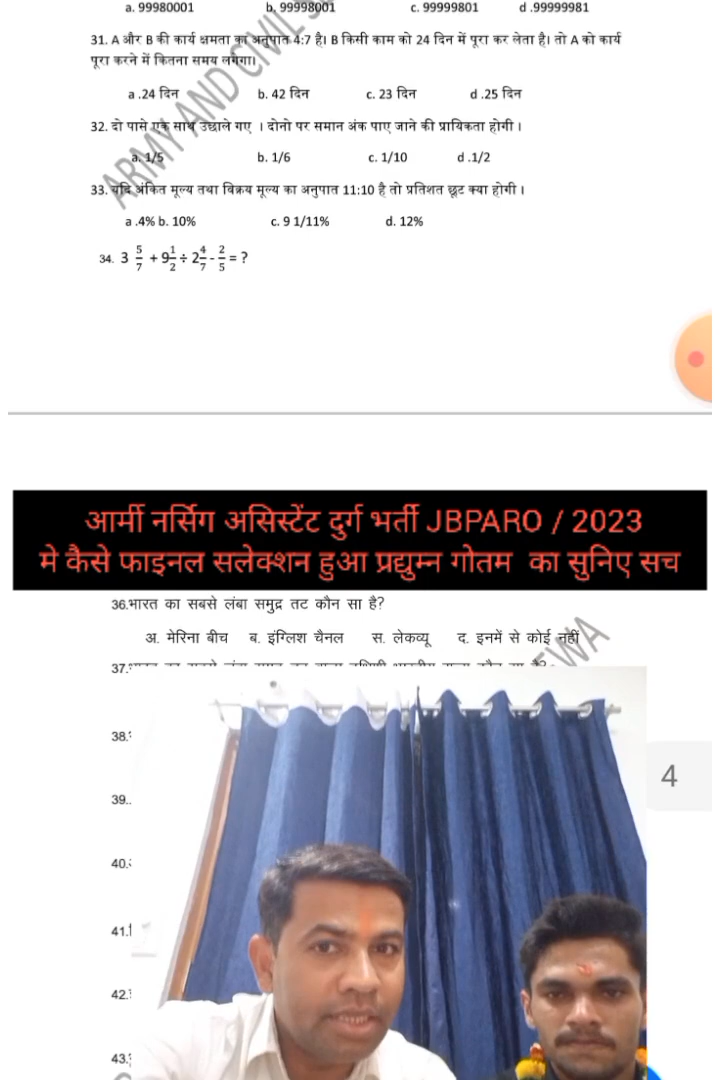 a. 99980001 b. 99998001 c. 99999801 d .99999981
31. A और B की कार्य क्षमता का अनुपात 4:7 है। B किसी काम को 24 दिन में पूरा कर लेता है। तो A को कार्य
पूरा करने में कितना समय लगेगा।
a .24 दिन b. 42 दिन c. 23 दिन d .25 दिन
32. दो पासे एक साथ उछाले गए । दोनो पर समान अंक पाए जाने की प्रायिकता होगी ।
a. 1/5 b. 1/6 c. 1/10 d .1/2
33. यदि अंकित मूल्य तथा विक्रय मूल्य का अनुपात 11:10 है तो प्रतिशत छूट क्या होगी ।
a .4% b. 10% c. 9 1/11% d. 12%
34. 3 5/7 + 9 1/2 ÷ 2 4/7 - 2/5 = ?
ARMY AND CIVIL
आर्मी नर्सिग असिस्टेंट दुर्ग भर्ती JBPARO / 2023
मे कैसे फाइनल सलेक्शन हुआ प्रद्युम्न गोतम का सुनिए सच
36.भारत का सबसे लंबा समुद्र तट कौन सा है?
अ. मेरिना बीच ब. इंग्लिश चैनल स. लेकव्यू द. इनमें से कोई नहीं
EWA
37.
38.
4
39.
40.
41.
42.
43.